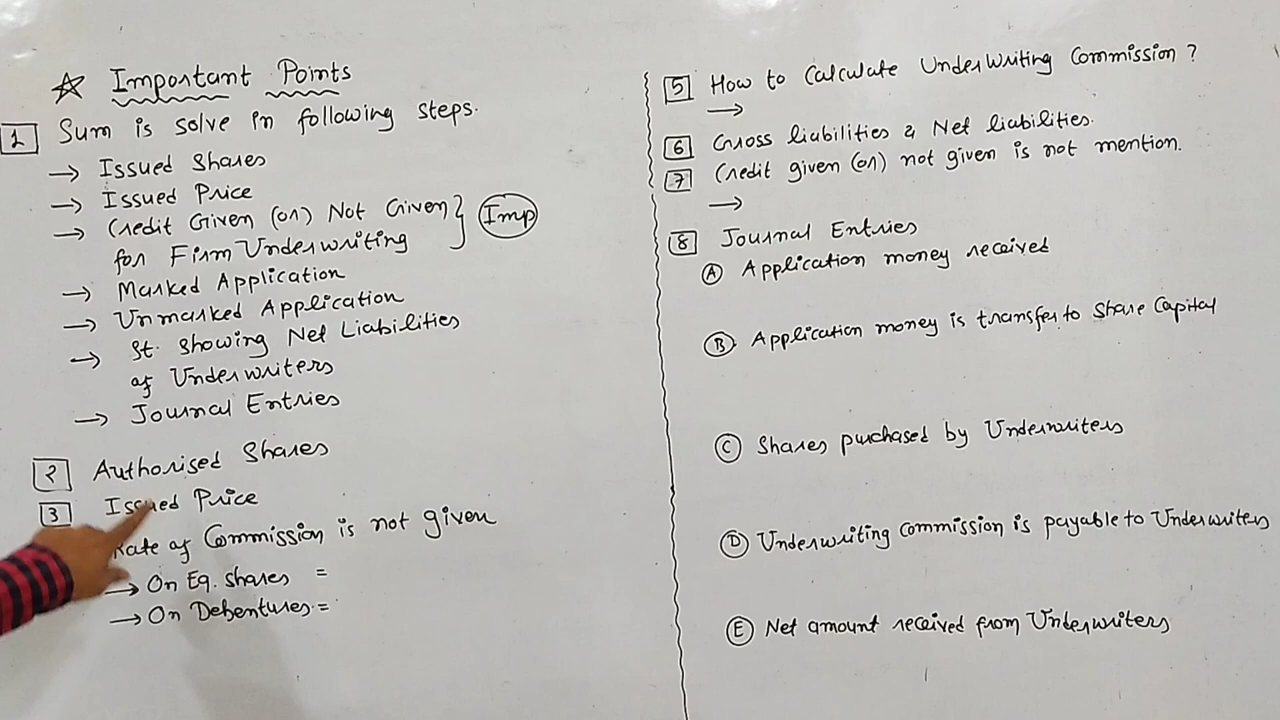 ☆ Important Points
1 Sum is solve in following steps.
→ Issued Shares
→ Issued Price
→ Credit Given (or) Not Given } Imp
for Firm Underwriting
→ Marked Application
→ Unmarked Application
→ St. showing Net Liabilities
of Underwriters
→ Journal Entries
2 Authorised Shares
3 Issued Price
Rate of Commission is not given
→ On Eq. Shares =
→ On Debentures =
5 How to Calculate Underwriting Commission?
→
6 Gross liabilities & Net liabilities.
7 Credit given (or) not given is not mention.
→
8 Journal Entries
A Application money received
B Application money is transfer to Share Capital
C Shares purchased by Underwriters
D Underwriting commission is payable to Underwriters
E Net amount received from Underwriters